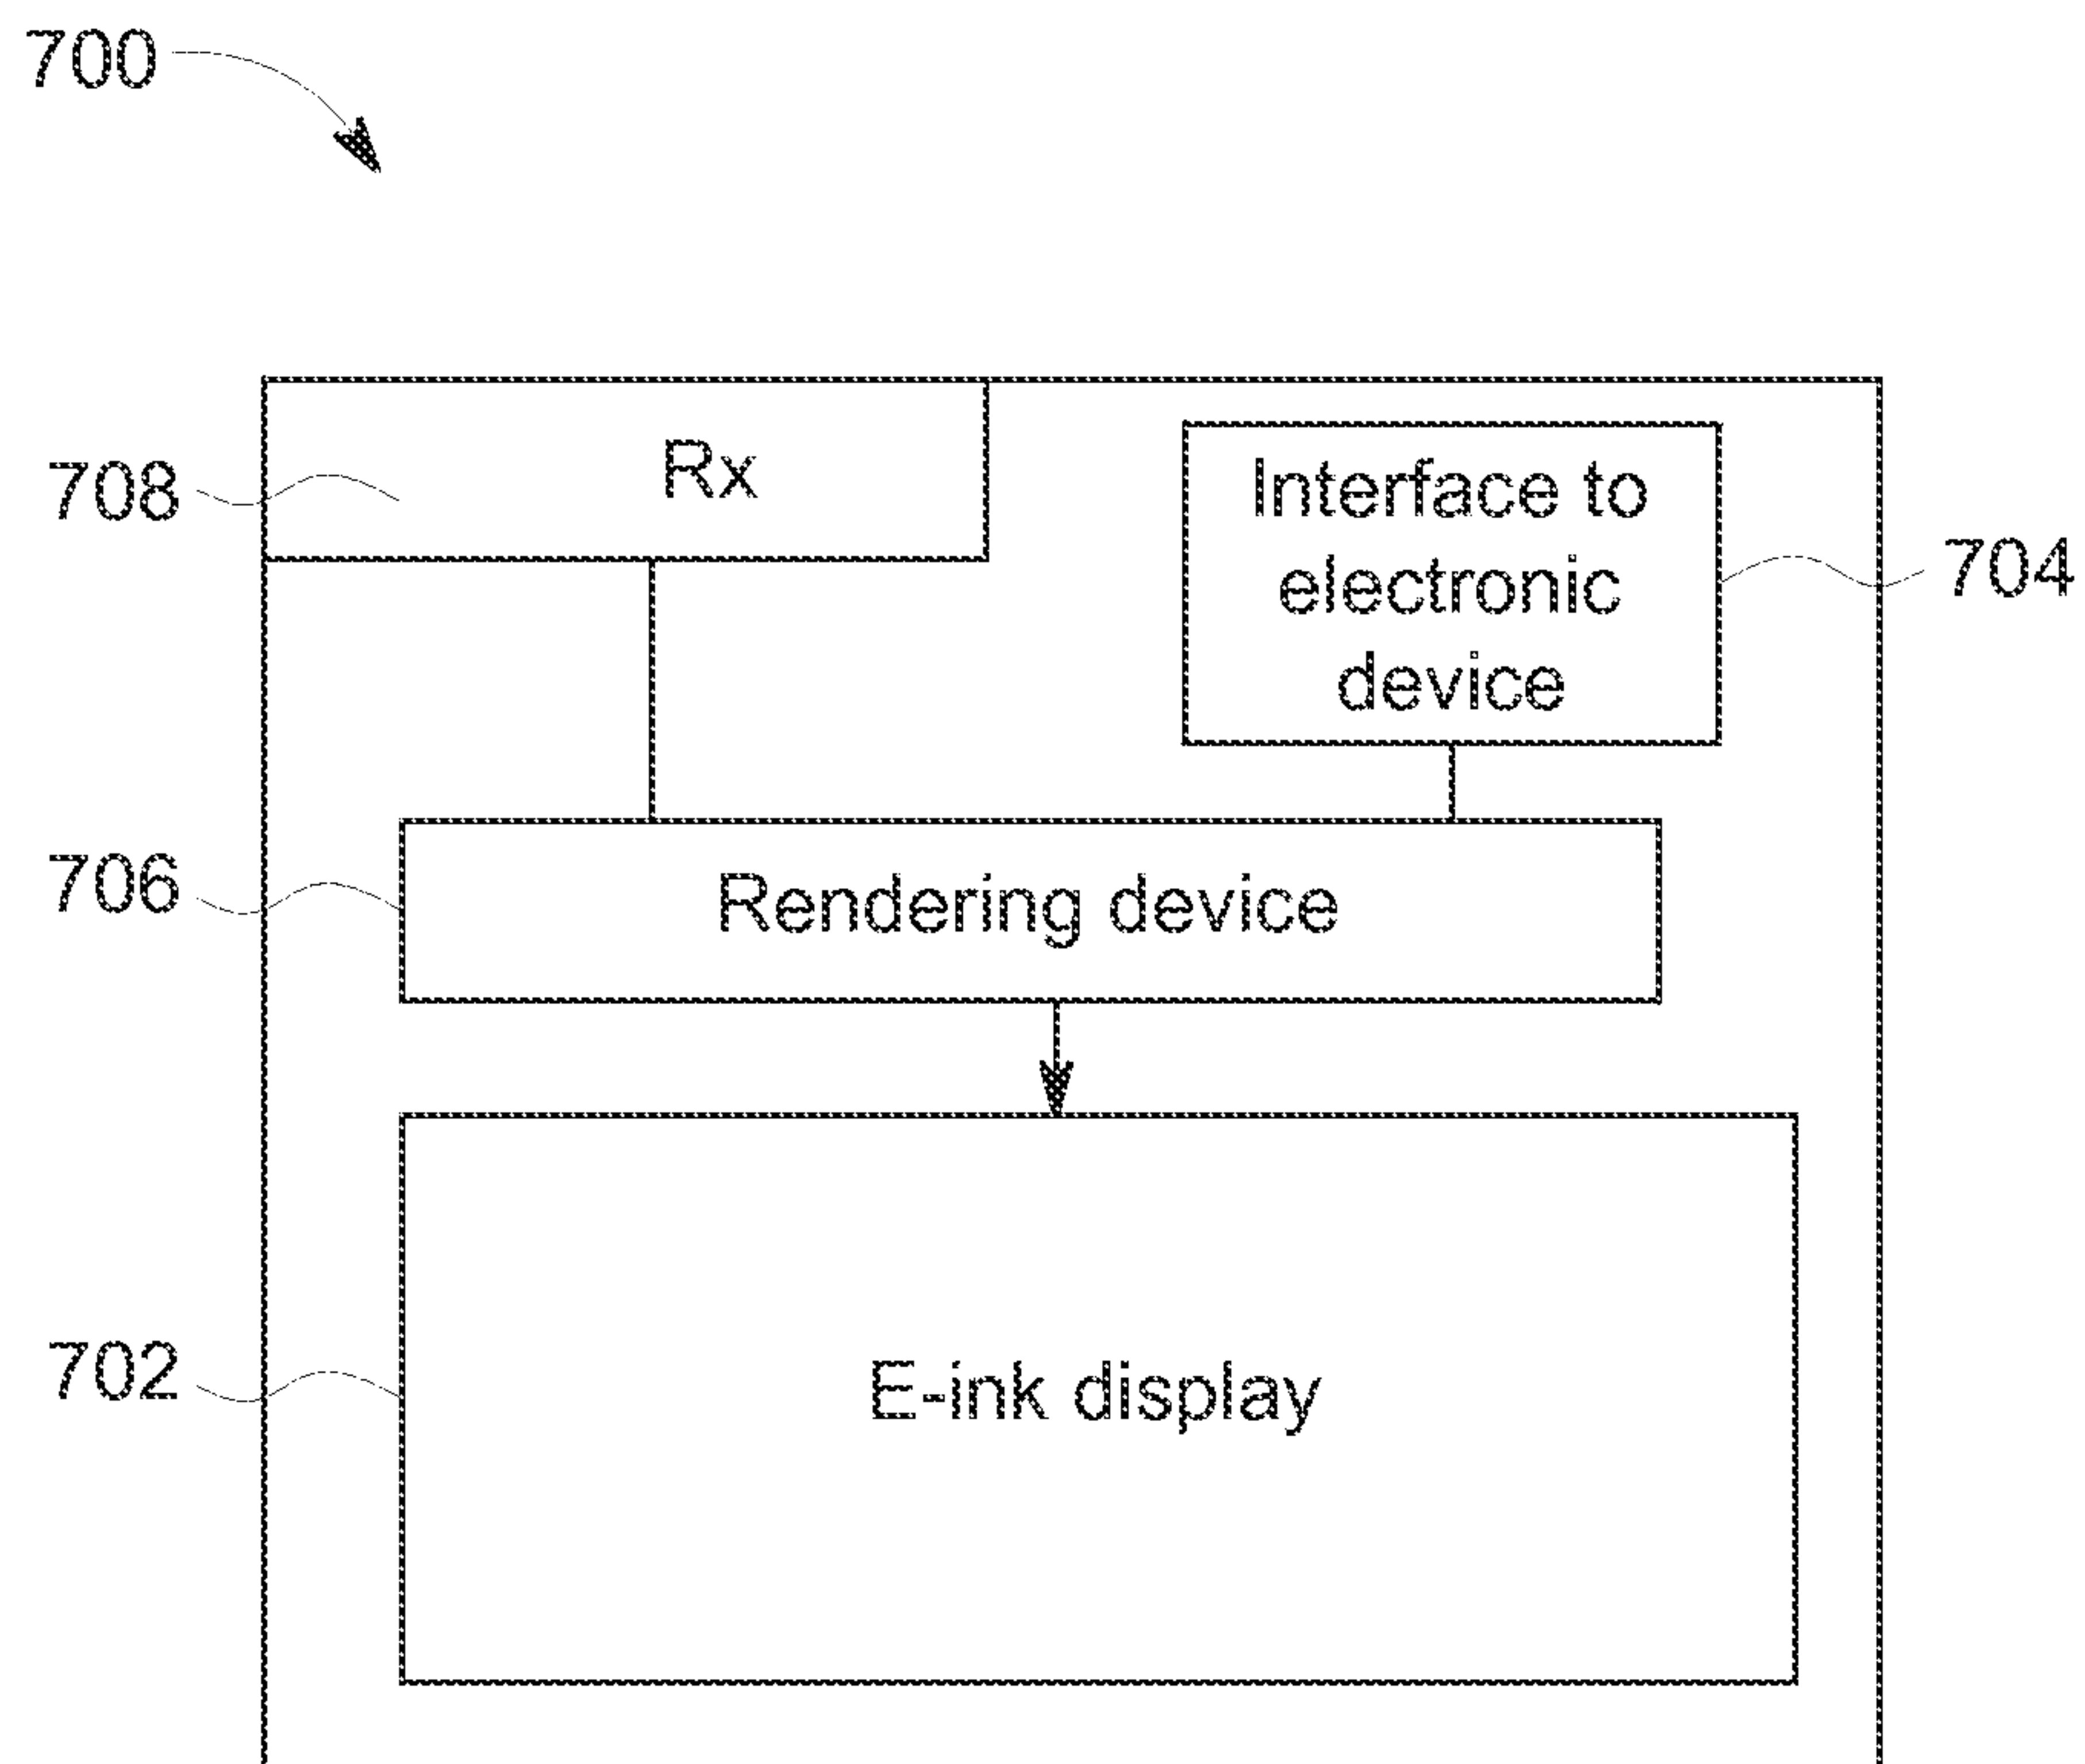 700
Rx
708
Interface to
electronic
device
704
706
Rendering device
702
E-ink display